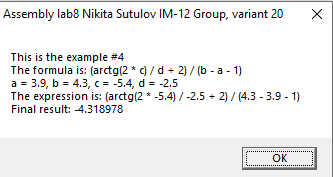 Assembly lab8 Nikita Sutulov IM-12 Group, variant 20
This is the example #4
The formula is: (arctg(2 * c) / d + 2) / (b - a - 1)
a = 3.9, b = 4.3, c = -5.4, d = -2.5
The expression is: (arctg(2 * -5.4) / -2.5 + 2) / (4.3 - 3.9 - 1)
Final result: -4.318978
OK